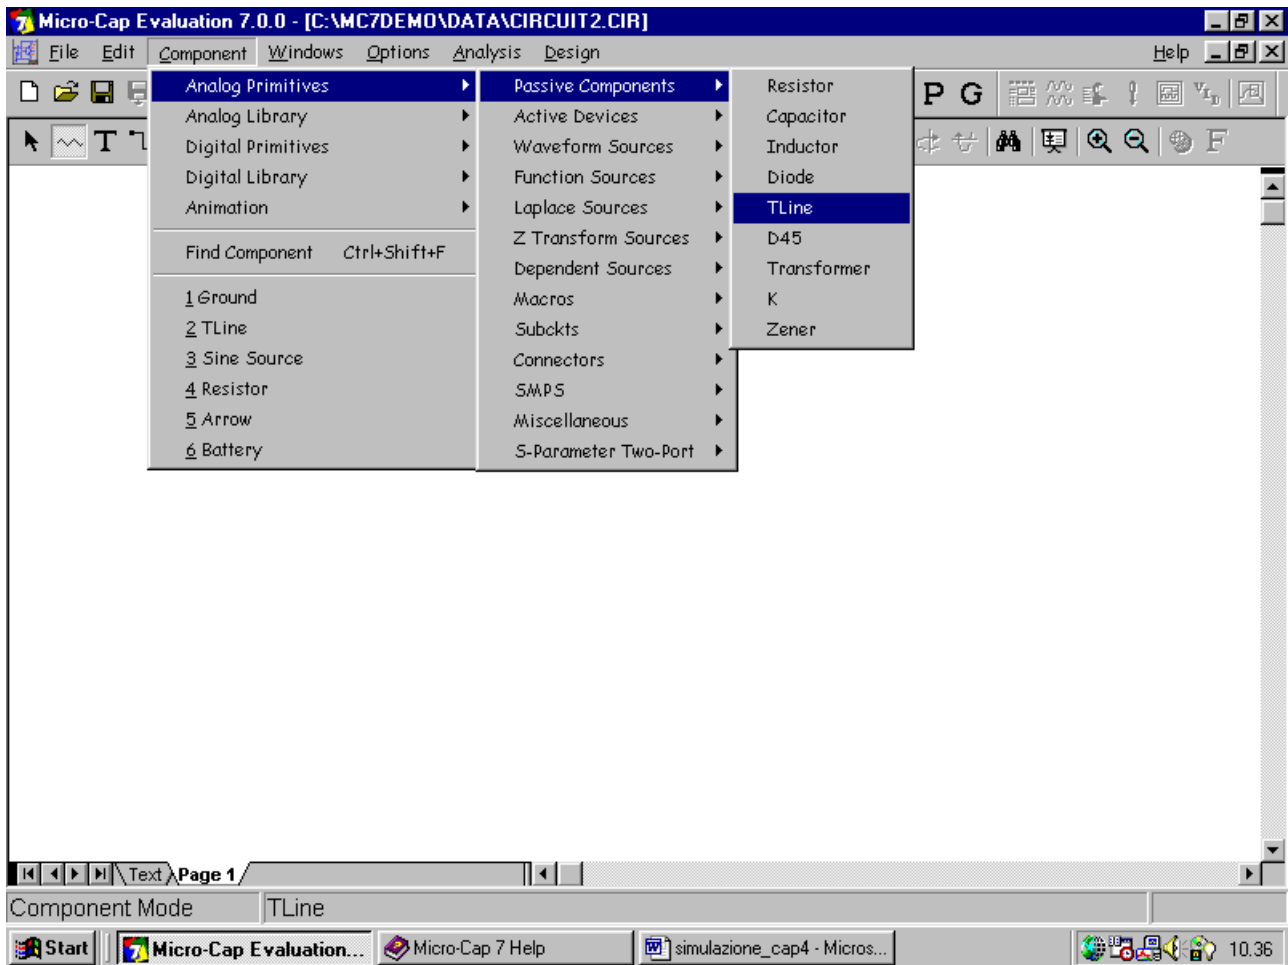 Micro-Cap Evaluation 7.0.0 - [C:\MC7DEMO\DATA\CIRCUIT2.CIR]
File Edit Component Windows Options Analysis Design Help
P G
T F
Analog Primitives
Analog Library
Digital Primitives
Digital Library
Animation
Find Component Ctrl+Shift+F
1 Ground
2 TLine
3 Sine Source
4 Resistor
5 Arrow
6 Battery
Passive Components
Active Devices
Waveform Sources
Function Sources
Laplace Sources
Z Transform Sources
Dependent Sources
Macros
Subckts
Connectors
SMPS
Miscellaneous
S-Parameter Two-Port
Resistor
Capacitor
Inductor
Diode
TLine
D45
Transformer
K
Zener
Text Page 1
Component Mode TLine
Start Micro-Cap Evaluation... Micro-Cap 7 Help simulazione_cap4 - Micros... 10.36